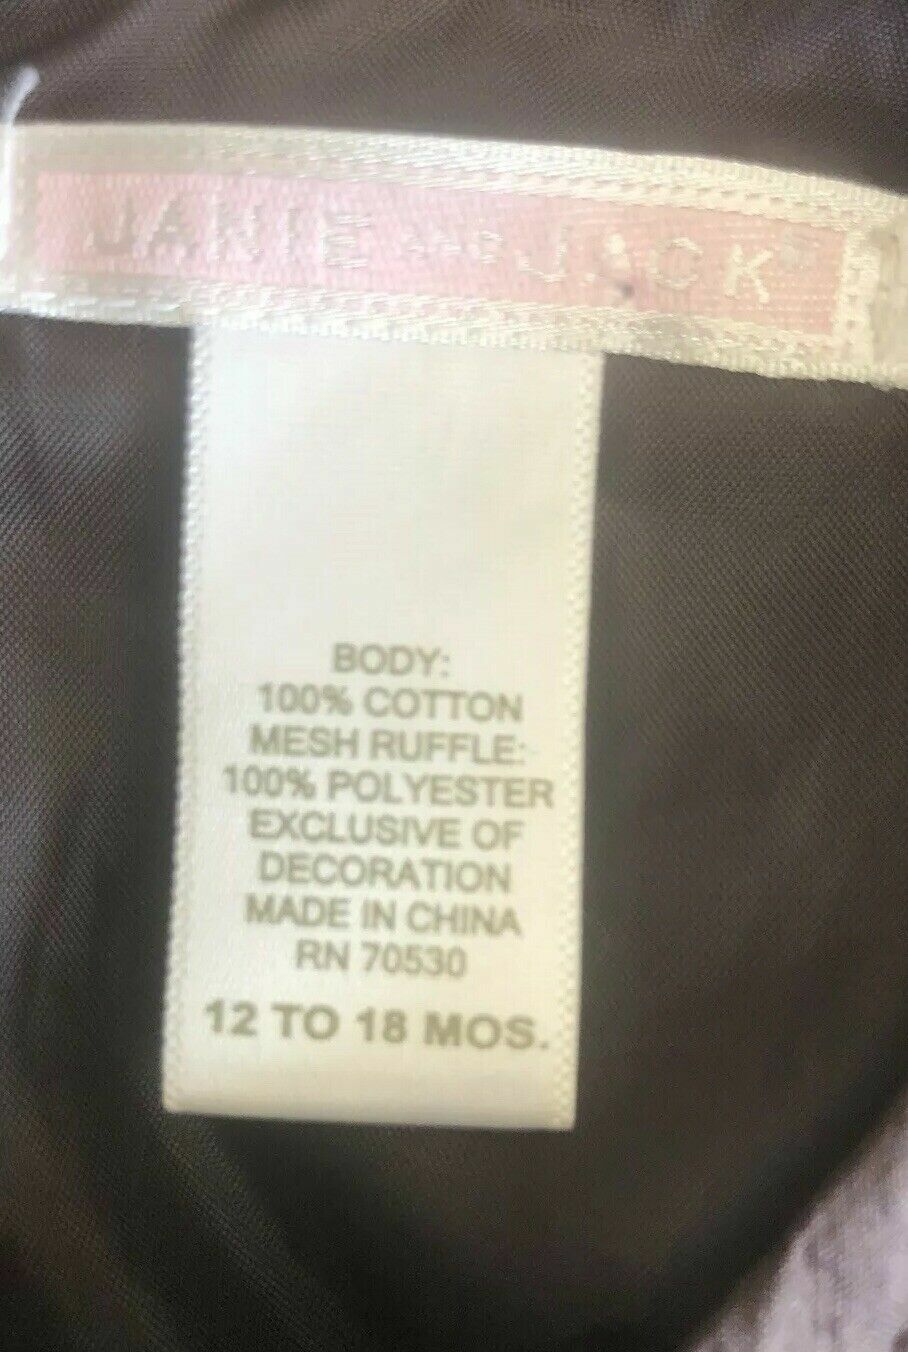 JANIE AND JACK®
BODY:
100% COTTON
MESH RUFFLE:
100% POLYESTER
EXCLUSIVE OF
DECORATION
MADE IN CHINA
RN 70530
12 TO 18 MOS.